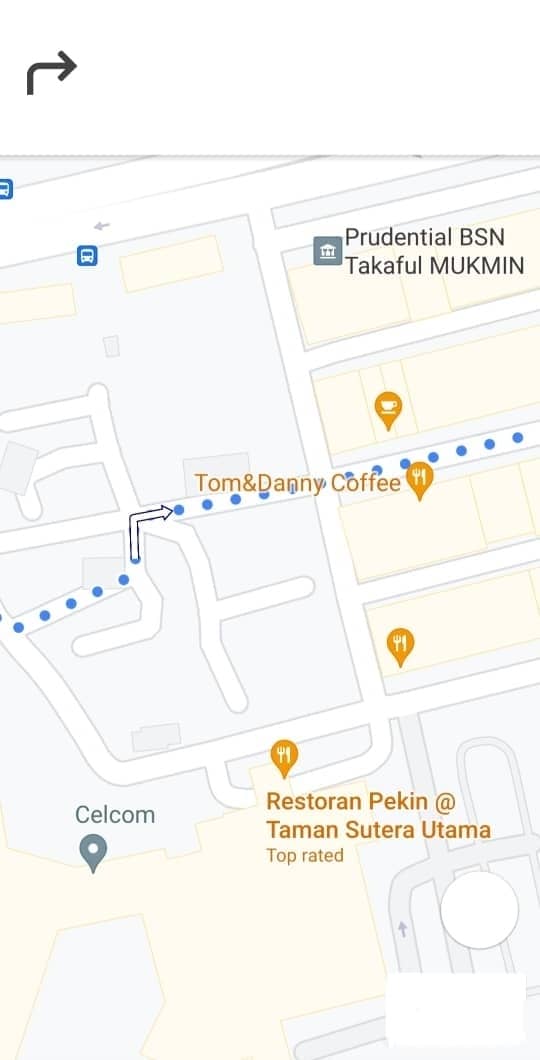 Prudential BSN
Takaful MUKMIN
Tom&Danny Coffee
Celcom
Restoran Pekin @
Taman Sutera Utama
Top rated